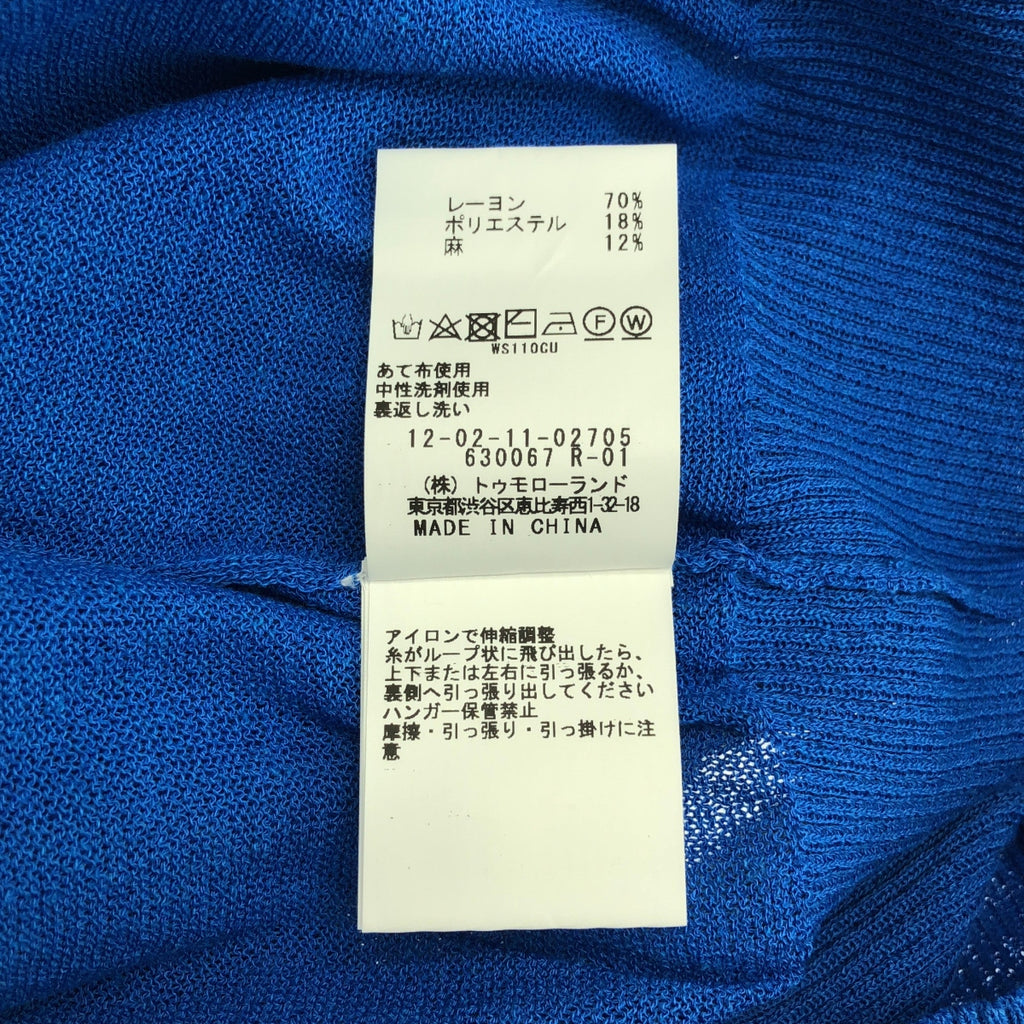 レーヨン 70%
ポリエステル 18%
麻 12%
F W
WS110CU
あて布使用
中性洗剤使用
裏返し洗い
12-02-11-02705
630067 R-01
(株)トゥモローランド
東京都渋谷区恵比寿西1-32-18
MADE IN CHINA
アイロンで伸縮調整
糸がループ状に飛び出したら、
上下または左右に引っ張るか、
裏側へ引っ張り出してください
ハンガー保管禁止
摩擦・引っ張り・引っ掛けに注
意